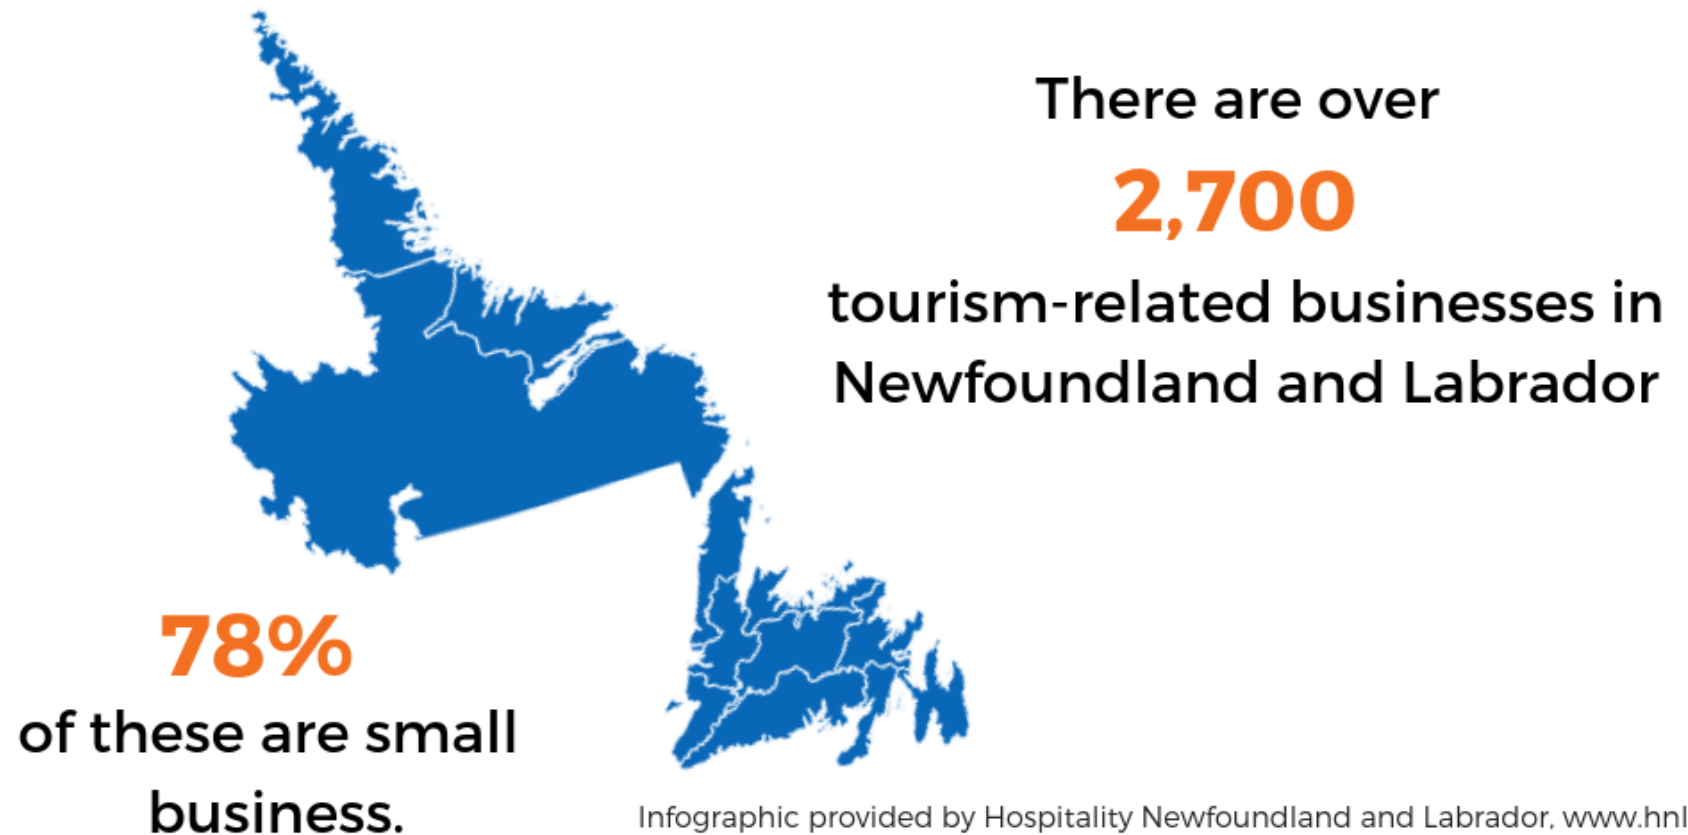 There are over
2,700
tourism-related businesses in
Newfoundland and Labrador
78%
of these are small
business.
Infographic provided by Hospitality Newfoundland and Labrador, www.hnl